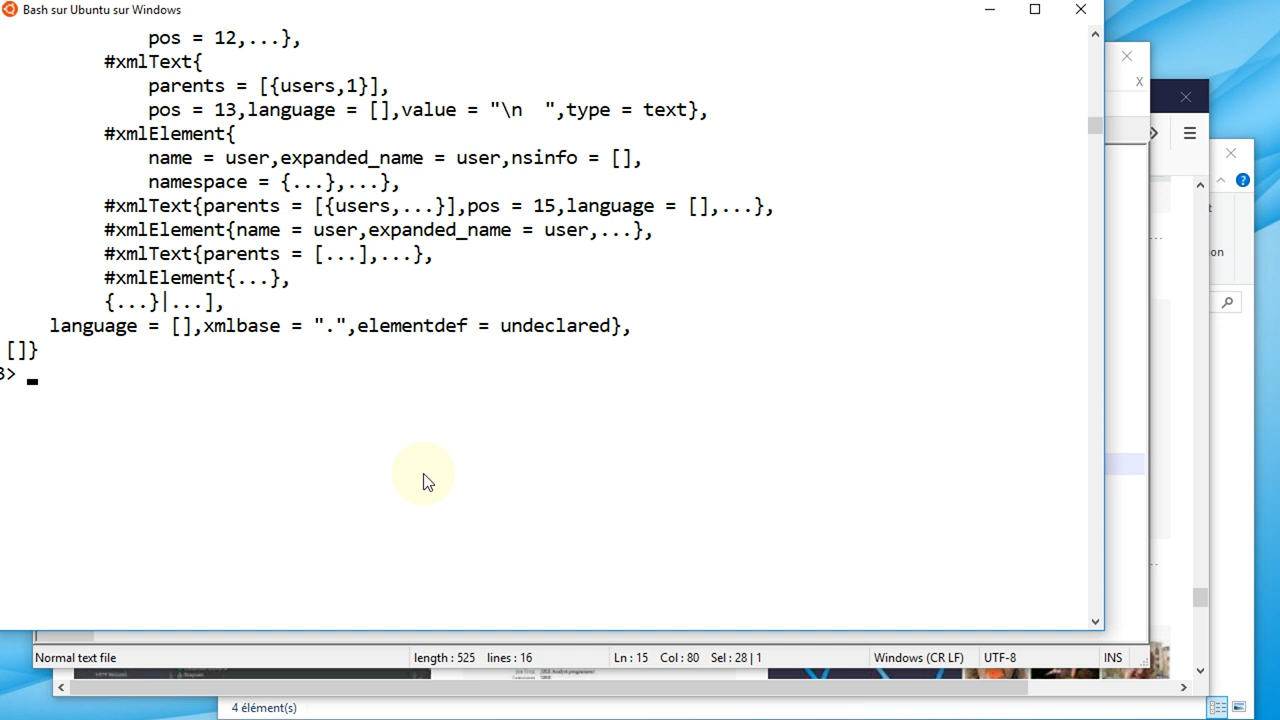 Bash sur Ubuntu sur Windows
pos = 12,...},
#xmlText{
parents = [{users,1}],
pos = 13,language = [],value = "\n  ",type = text},
#xmlElement{
name = user,expanded_name = user,nsinfo = [],
namespace = {...},...},
#xmlText{parents = [{users,...}],pos = 15,language = [],...},
#xmlElement{name = user,expanded_name = user,...},
#xmlText{parents = [...],...},
#xmlElement{...},
{...}|...],
language = [],xmlbase = ".",elementdef = undeclared},
[]}
3>
X
?
on
Normal text file
length : 525 lines : 16
Ln : 15 Col : 80 Sel : 28 | 1
Windows (CR LF)
UTF-8
INS
4 élément(s)